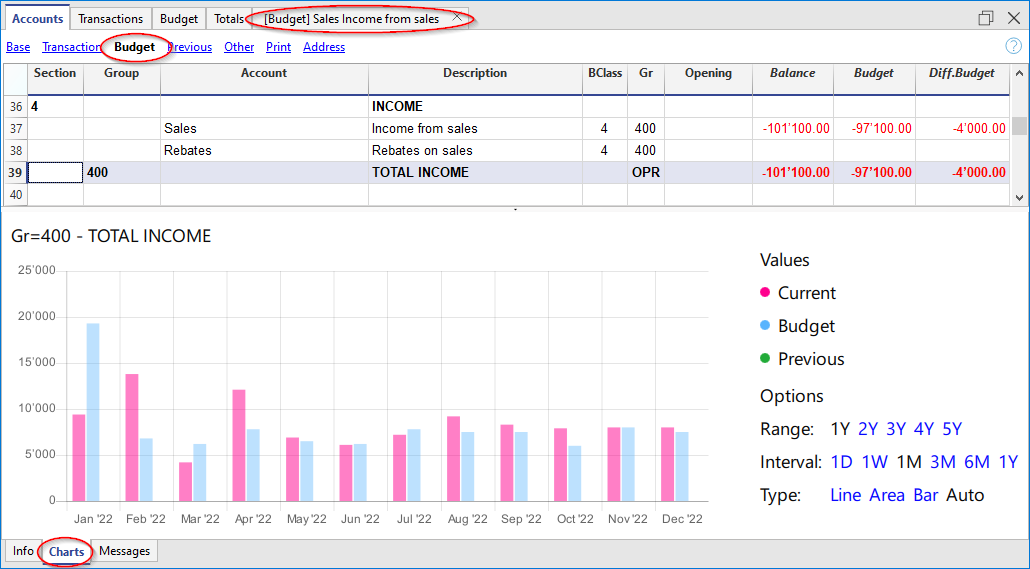 Accounts Transactions Budget Totals [Budget] Sales Income from sales
Base Transaction Budget Previous Other Print Address
Section Group Account Description BClass Gr Opening Balance Budget Diff.Budget
36 4 INCOME
37 Sales Income from sales 4 400 -101'100.00 -97'100.00 -4'000.00
38 Rebates Rebates on sales 4 400
39 400 TOTAL INCOME OPR -101'100.00 -97'100.00 -4'000.00
40
Gr=400 - TOTAL INCOME
25'000
20'000
15'000
10'000
5'000
0
Jan '22 Feb '22 Mar '22 Apr '22 May '22 Jun '22 Jul '22 Aug '22 Sep '22 Oct '22 Nov '22 Dec '22
Values
Current
Budget
Previous
Options
Range: 1Y 2Y 3Y 4Y 5Y
Interval: 1D 1W 1M 3M 6M 1Y
Type: Line Area Bar Auto
Info Charts Messages